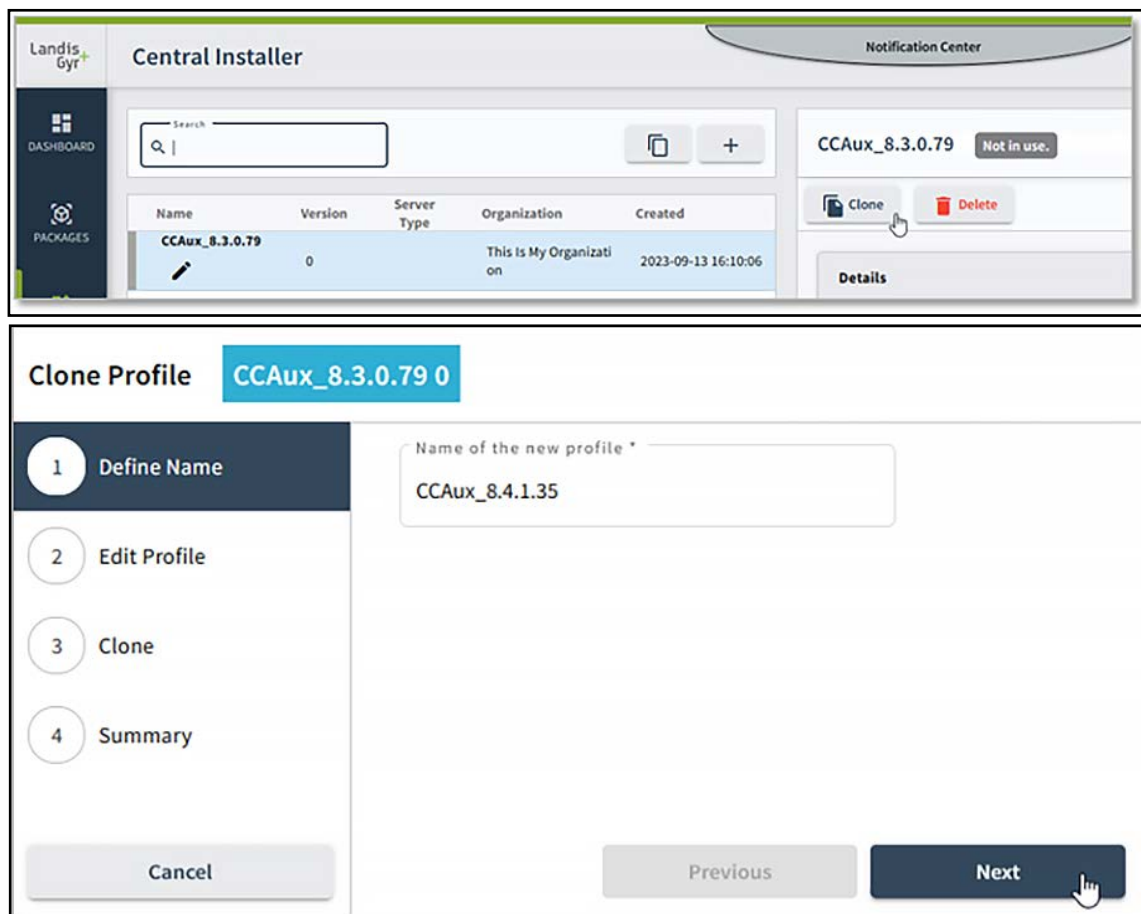 Landis
Gyr+
Central Installer
Notification Center
DASHBOARD
PACKAGES
Search
CCAux_8.3.0.79 Not in use.
Clone Delete
Name Version Server Type Organization Created
CCAux_8.3.0.79
0
This Is My Organizati
on
2023-09-13 16:10:06
Details
Clone Profile CCAux_8.3.0.79 0
1 Define Name
2 Edit Profile
3 Clone
4 Summary
Name of the new profile *
CCAux_8.4.1.35
Cancel Previous Next